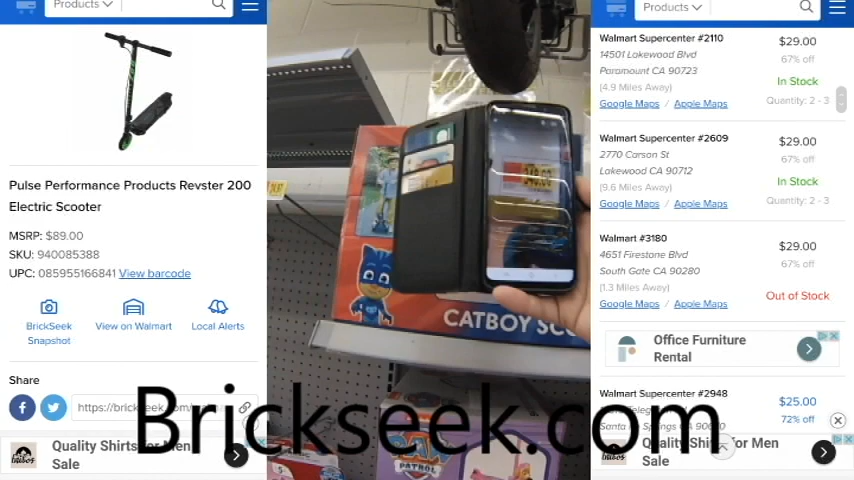 Products
Pulse Performance Products Revster 200
Electric Scooter
MSRP: $89.00
SKU: 940085388
UPC: 085955166841 View barcode
BrickSeek
Snapshot
View on Walmart
Local Alerts
Share
Quality Shirts for Men
Sale
CATBOY
PATROL
Brickseek.com
Products
Walmart Supercenter #2110
14501 Lakewood Blvd
Paramount CA 90723
(4.9 Miles Away)
Google Maps / Apple Maps
$29.00
67% off
In Stock
Quantity: 2 - 3
Walmart Supercenter #2609
2770 Carson St
Lakewood CA 90712
(9.6 Miles Away)
Google Maps / Apple Maps
$29.00
67% off
In Stock
Quantity: 2 - 3
Walmart #3180
4651 Firestone Blvd
South Gate CA 90280
(1.3 Miles Away)
Google Maps / Apple Maps
$29.00
67% off
Out of Stock
Office Furniture
Rental
Walmart Supercenter #2948
$25.00
72% off
Sale